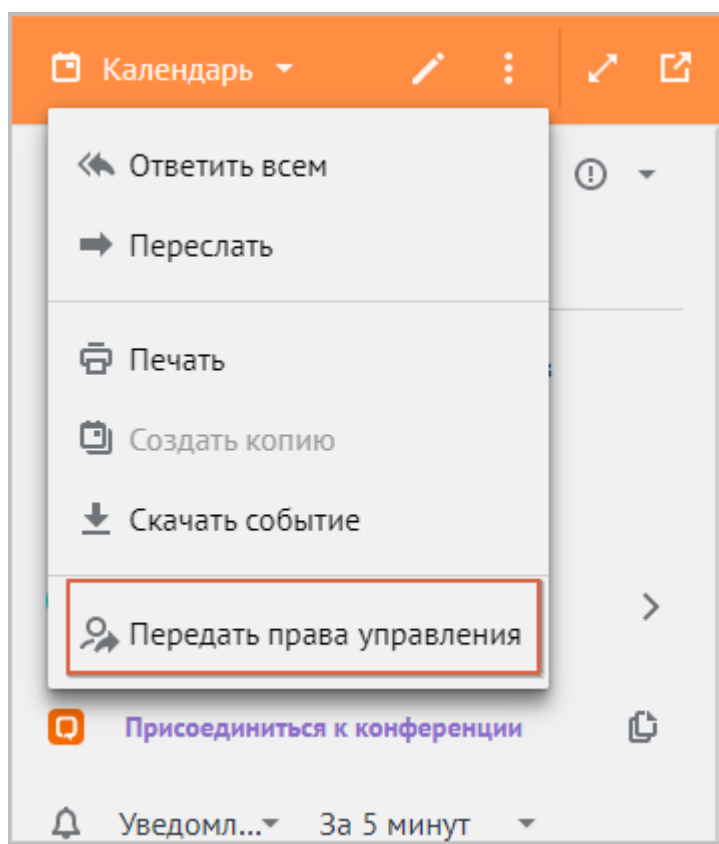 Календарь
Ответить всем
Переслать
Печать
Создать копию
Скачать событие
Передать права управления
Присоединиться к конференции
Уведомл... За 5 минут